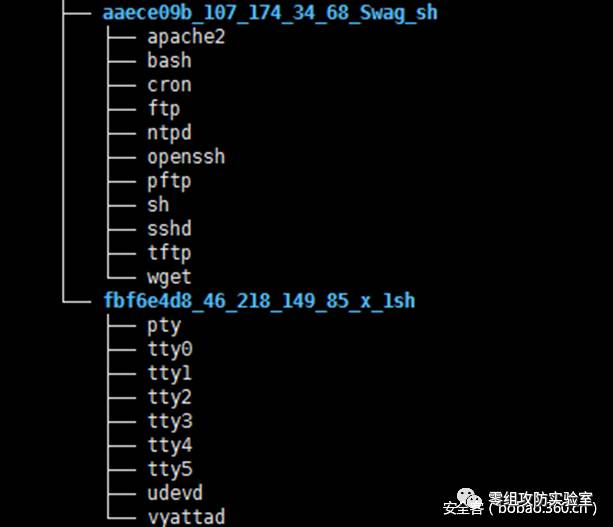 aaece09b_107_174_34_68_Swag_sh
apache2
bash
cron
ftp
ntpd
openssh
pftp
sh
sshd
tftp
wget
fbf6e4d8_46_218_149_85_x_1sh
pty
tty0
tty1
tty2
tty3
tty4
tty5
udevd
零组攻防实验室
安全客 ( bobao.360.cn )
vyattad